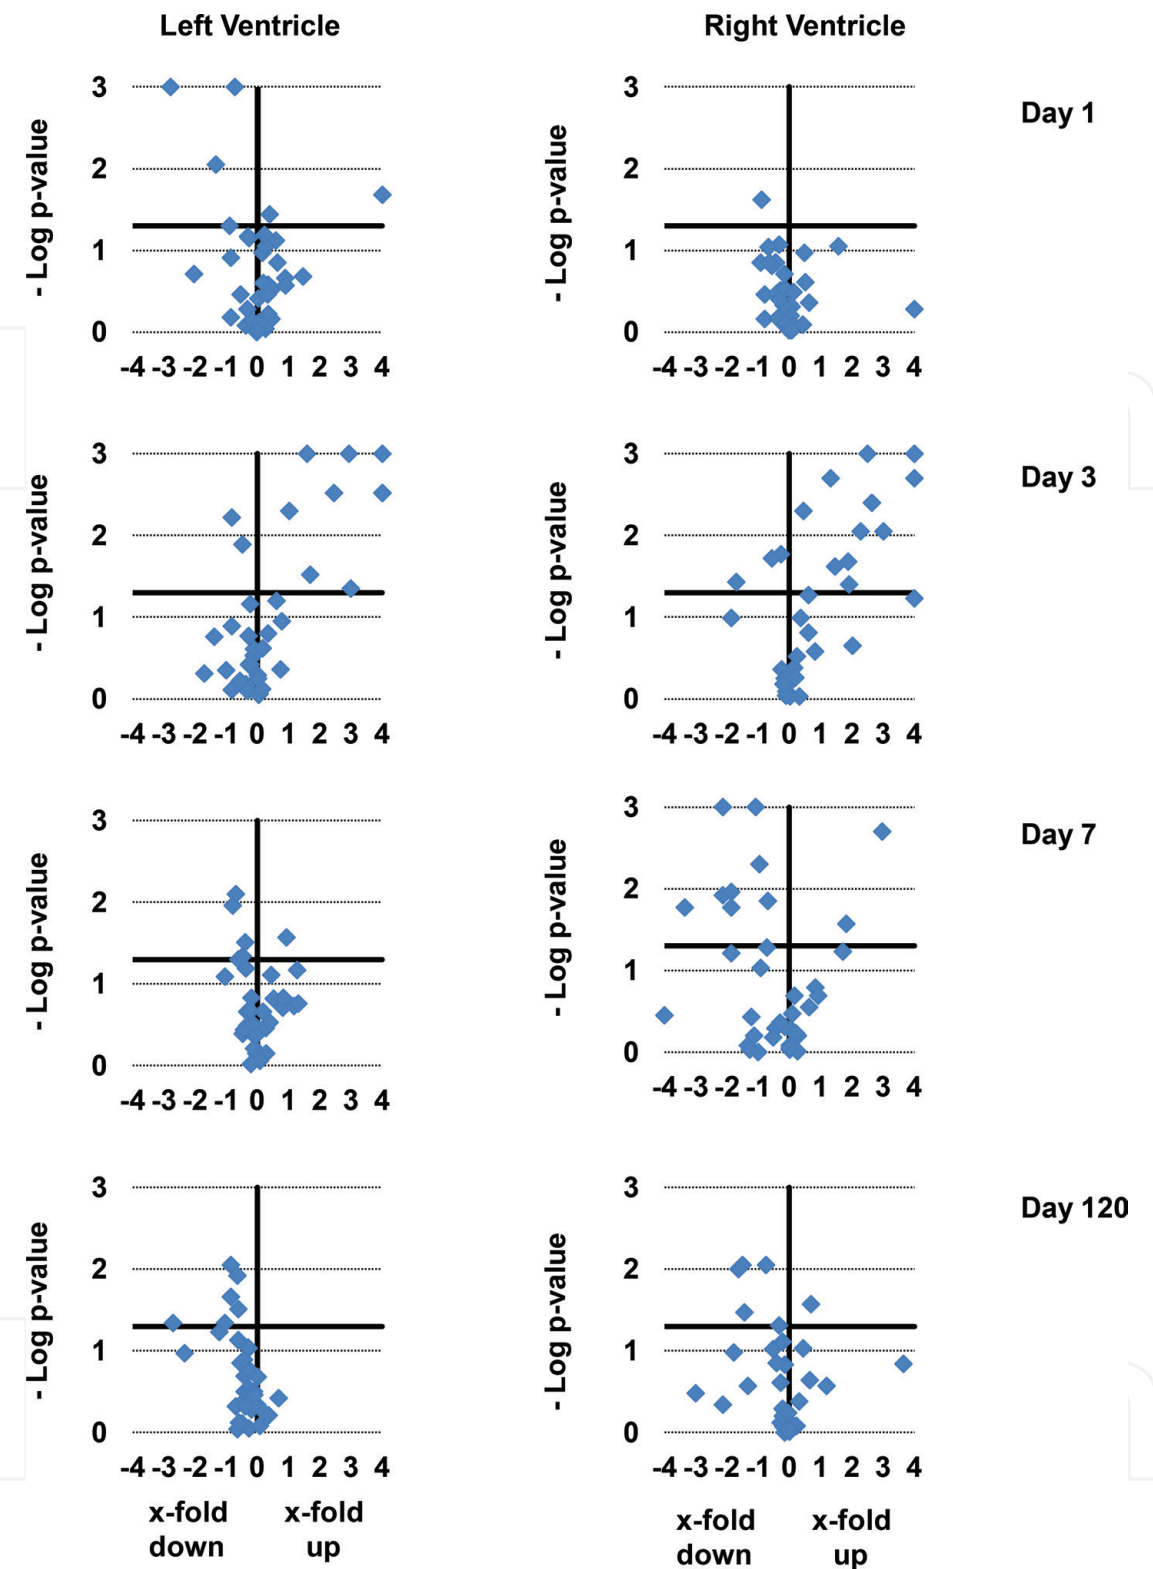 Left Ventricle
Right Ventricle
Day 1
- Log p-value
3
2
1
0
-4 -3 -2 -1 0 1 2 3 4
- Log p-value
3
2
1
0
-4 -3 -2 -1 0 1 2 3 4
Day 3
- Log p-value
3
2
1
0
-4 -3 -2 -1 0 1 2 3 4
- Log p-value
3
2
1
0
-4 -3 -2 -1 0 1 2 3 4
Day 7
- Log p-value
3
2
1
0
-4 -3 -2 -1 0 1 2 3 4
- Log p-value
3
2
1
0
-4 -3 -2 -1 0 1 2 3 4
Day 120
- Log p-value
3
2
1
0
-4 -3 -2 -1 0 1 2 3 4
x-fold
down
x-fold
up
- Log p-value
3
2
1
0
-4 -3 -2 -1 0 1 2 3 4
x-fold
down
x-fold
up